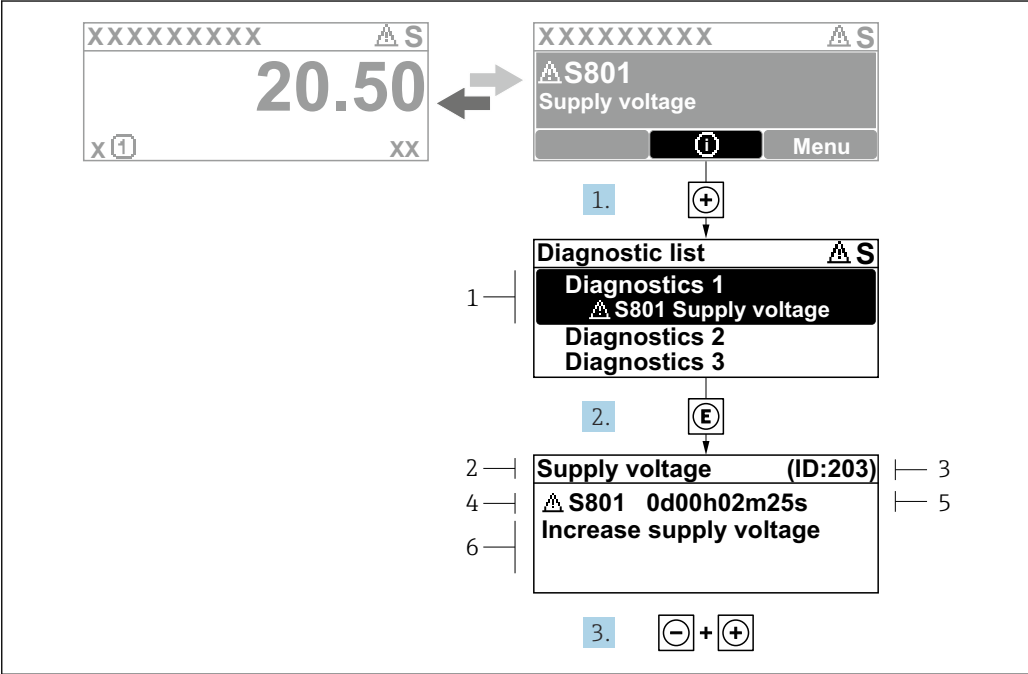 XXXXXXXXX ⚠ S
20.50
x 1 xx
XXXXXXXXX ⚠ S
⚠ S801
Supply voltage
i Menu
1. +
Diagnostic list ⚠ S
1
Diagnostics 1
⚠ S801 Supply voltage
Diagnostics 2
Diagnostics 3
2. E
2 Supply voltage (ID:203) 3
4 ⚠ S801 0d00h02m25s 5
Increase supply voltage
6
3. - + +